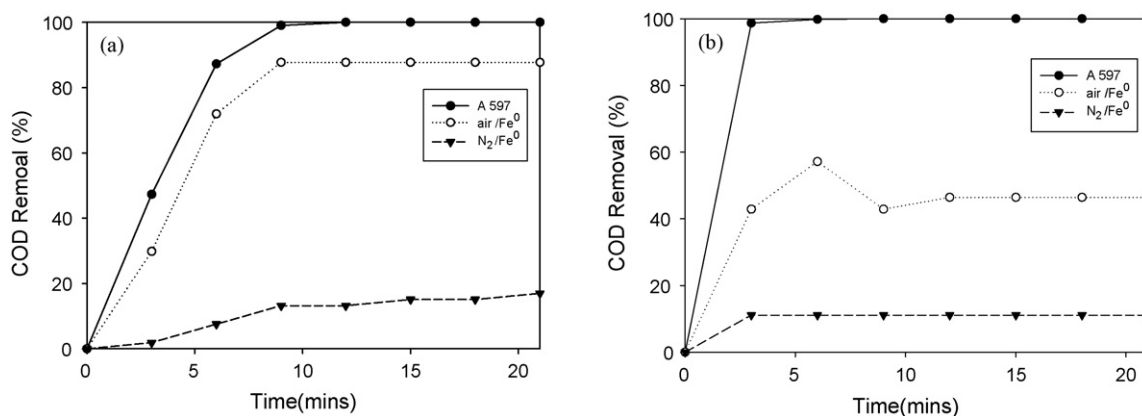 (a)
COD Remoal (%)
100
80
60
40
20
0
A 597
air /Fe⁰
N₂/Fe⁰
0 5 10 15 20
Time(mins)
(b)
COD Removal (%)
100
80
60
40
20
0
A 597
air /Fe⁰
N₂/Fe⁰
0 5 10 15 20
Time(mins)